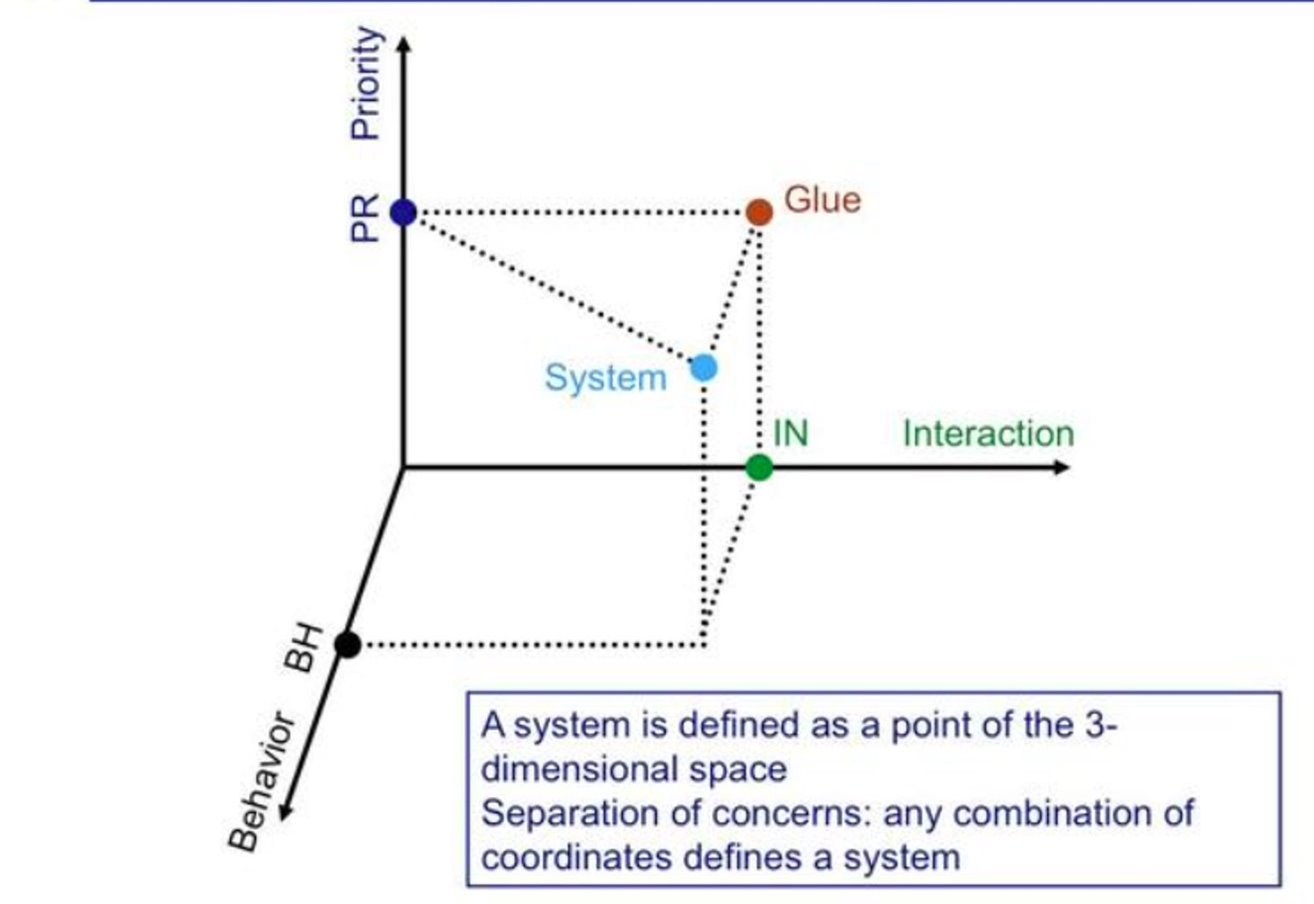 Priority
PR
Glue
System
IN
Interaction
BH
Behavior
A system is defined as a point of the 3-
dimensional space
Separation of concerns: any combination of
coordinates defines a system